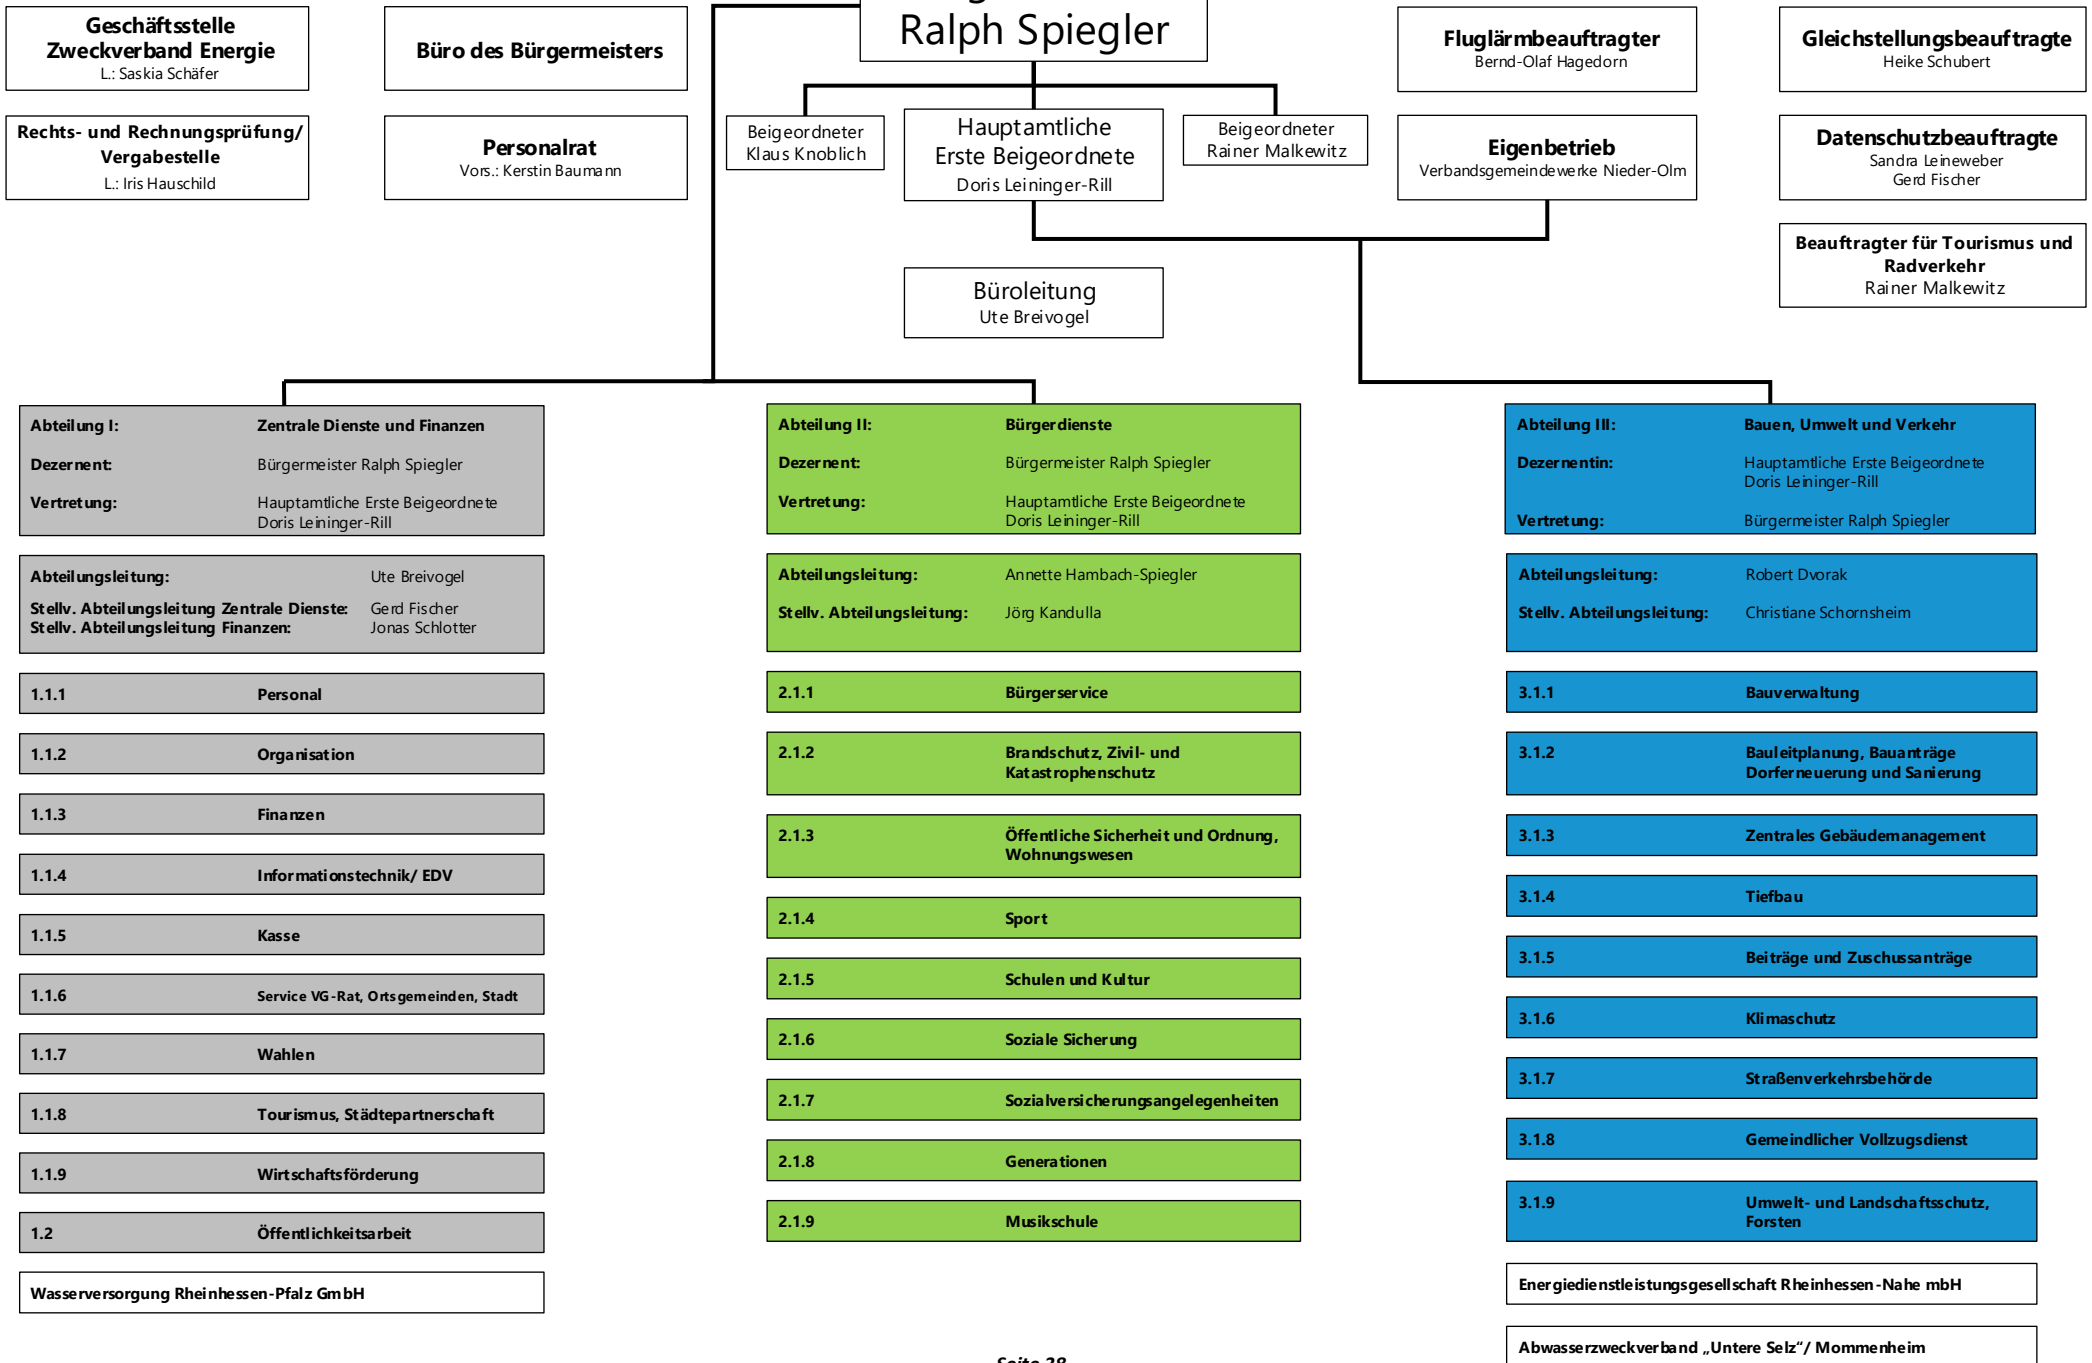 Geschäftsstelle
Zweckverband Energie
L.: Saskia Schäfer
Büro des Bürgermeisters
Ralph Spiegler
Fluglärmbeauftragter
Bernd-Olaf Hagedorn
Gleichstellungsbeauftragte
Heike Schubert
Rechts- und Rechnungsprüfung/
Vergabestelle
L.: Iris Hauschild
Personalrat
Vors.: Kerstin Baumann
Beigeordneter
Klaus Knoblich
Hauptamtliche
Erste Beigeordnete
Doris Leininger-Rill
Beigeordneter
Rainer Malkewitz
Eigenbetrieb
Verbandsgemeindewerke Nieder-Olm
Datenschutzbeauftragte
Sandra Leineweber
Gerd Fischer
Beauftragter für Tourismus und
Radverkehr
Rainer Malkewitz
Büroleitung
Ute Breivogel
Abteilung I: Zentrale Dienste und Finanzen
Dezernent: Bürgermeister Ralph Spiegler
Vertretung: Hauptamtliche Erste Beigeordnete
Doris Leininger-Rill
Abteilungsleitung: Ute Breivogel
Stellv. Abteilungsleitung Zentrale Dienste: Gerd Fischer
Stellv. Abteilungsleitung Finanzen: Jonas Schlotter
1.1.1 Personal
1.1.2 Organisation
1.1.3 Finanzen
1.1.4 Informationstechnik/ EDV
1.1.5 Kasse
1.1.6 Service VG-Rat, Ortsgemeinden, Stadt
1.1.7 Wahlen
1.1.8 Tourismus, Städtepartnerschaft
1.1.9 Wirtschaftsförderung
1.2 Öffentlichkeitsarbeit
Wasserversorgung Rheinhessen-Pfalz GmbH
Abteilung II: Bürgerdienste
Dezernent: Bürgermeister Ralph Spiegler
Vertretung: Hauptamtliche Erste Beigeordnete
Doris Leininger-Rill
Abteilungsleitung: Annette Hambach-Spiegler
Stellv. Abteilungsleitung: Jörg Kandulla
2.1.1 Bürgerservice
2.1.2 Brandschutz, Zivil- und
Katastrophenschutz
2.1.3 Öffentliche Sicherheit und Ordnung,
Wohnungswesen
2.1.4 Sport
2.1.5 Schulen und Kultur
2.1.6 Soziale Sicherung
2.1.7 Sozialversicherungsangelegenheiten
2.1.8 Generationen
2.1.9 Musikschule
Abteilung III: Bauen, Umwelt und Verkehr
Dezernentin: Hauptamtliche Erste Beigeordnete
Doris Leininger-Rill
Vertretung: Bürgermeister Ralph Spiegler
Abteilungsleitung: Robert Dvorak
Stellv. Abteilungsleitung: Christiane Schornsheim
3.1.1 Bauverwaltung
3.1.2 Bauleitplanung, Bauanträge
Dorferneuerung und Sanierung
3.1.3 Zentrales Gebäudemanagement
3.1.4 Tiefbau
3.1.5 Beiträge und Zuschussanträge
3.1.6 Klimaschutz
3.1.7 Straßenverkehrsbehörde
3.1.8 Gemeindlicher Vollzugsdienst
3.1.9 Umwelt- und Landschaftsschutz,
Forsten
Energiedienstleistungsgesellschaft Rheinhessen-Nahe mbH
Abwasserzweckverband „Untere Selz“/ Mommenheim
Seite 28